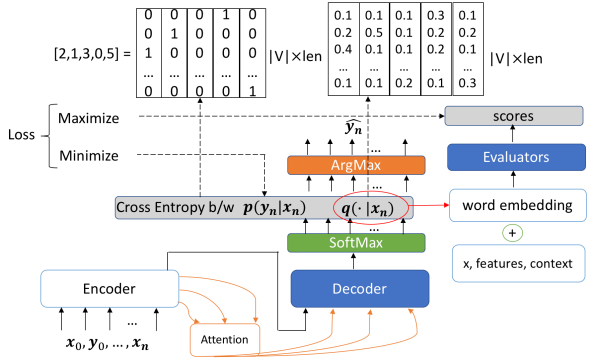 0 0 0 1 0
0 1 0 0 0
[2,1,3,0,5] = 1 0 0 0 0 |V|×len
... ... ... ... ...
0 0 0 0 1
0.1 0.1 0.1 0.3 0.1
0.2 0.5 0.1 0.2 0.2
0.4 0.1 0.1 0.2 0.1 |V|×len
... ... ... ... ...
0.1 0.1 0.2 0.1 0.3
Loss
Maximize
Minimize
scores
Evaluators
word embedding
+
x, features, context
$\widehat{y_n}$
...
ArgMax
...
Cross Entropy b/w p(yₙ|xₙ) q(· |xₙ)
...
SoftMax
Encoder
Decoder
...
x₀, y₀, ..., xₙ
Attention